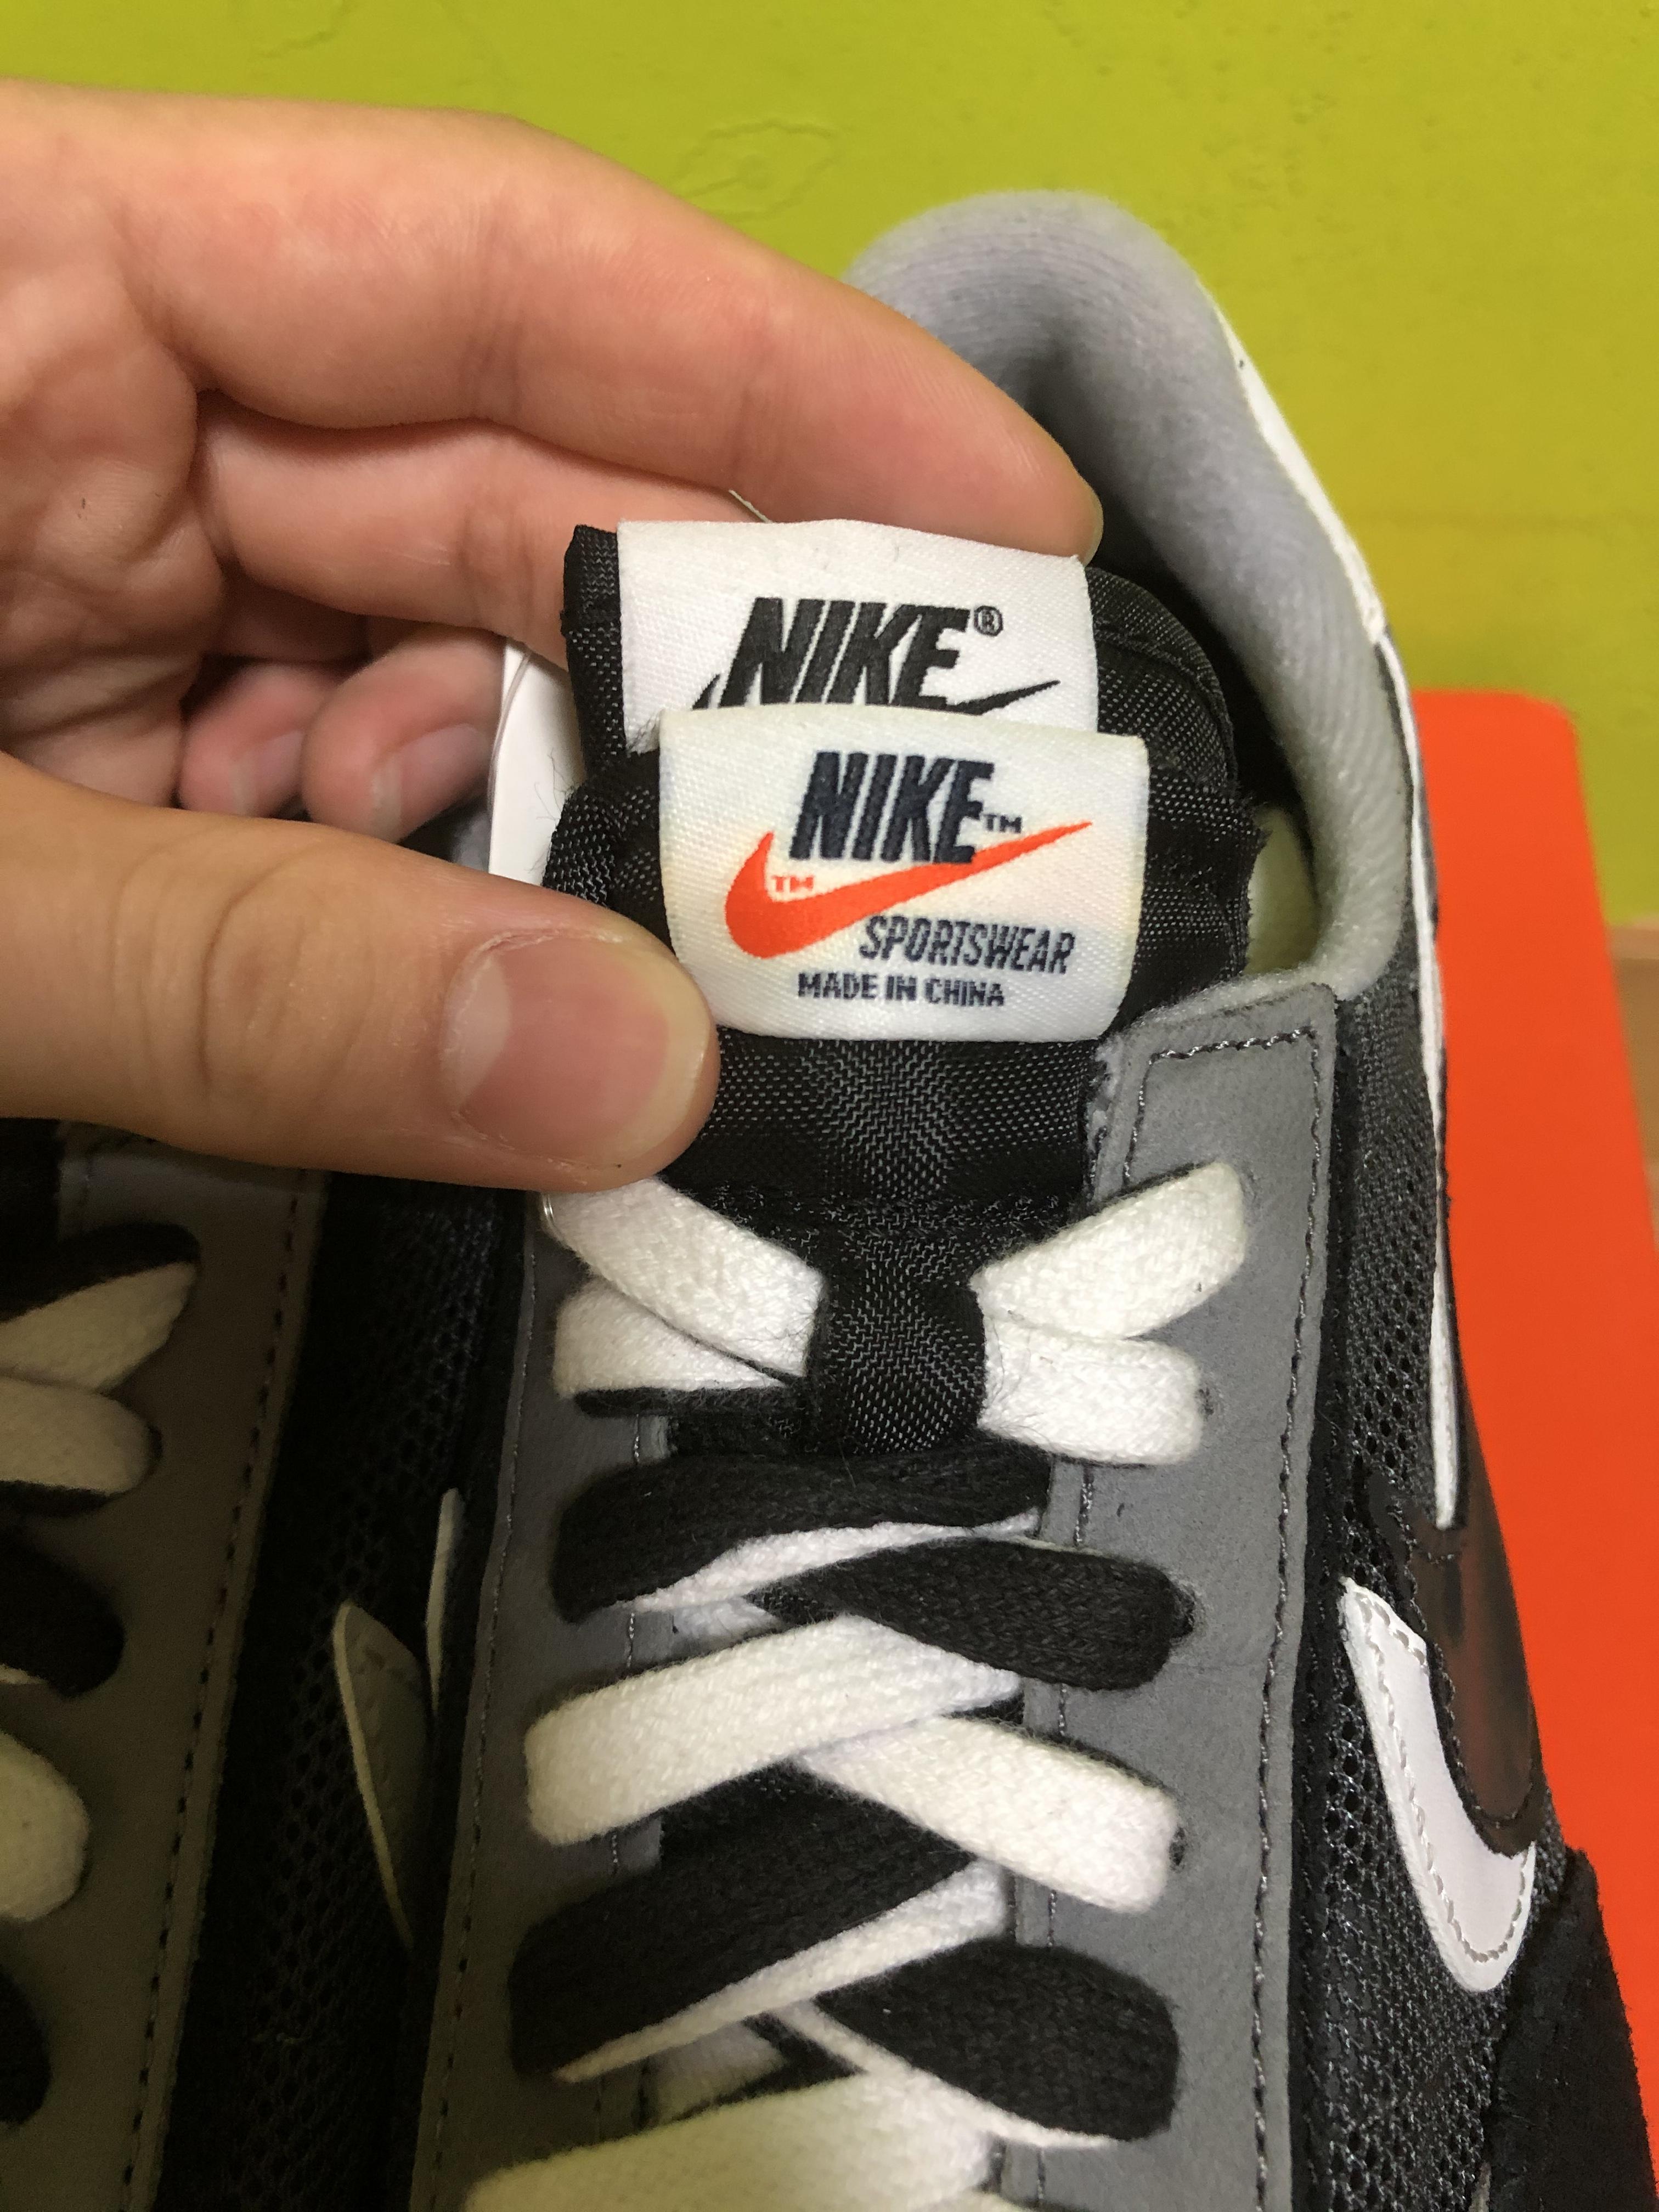 NIKE®
NIKE™
™
SPORTSWEAR
MADE IN CHINA